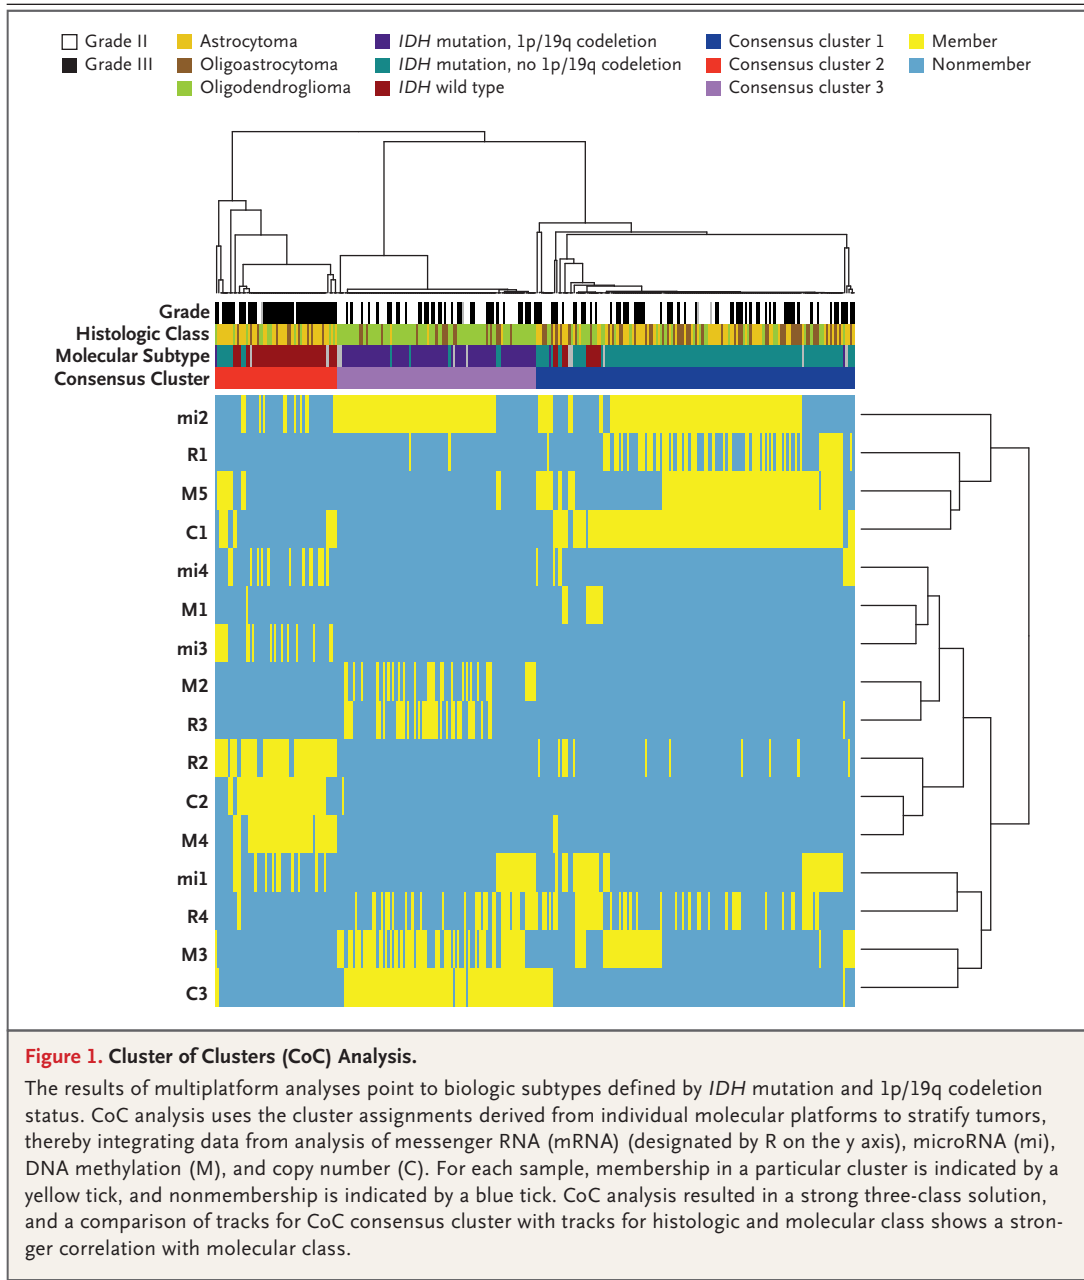 Grade II
Grade III
Astrocytoma
Oligoastrocytoma
Oligodendroglioma
IDH mutation, 1p/19q codeletion
IDH mutation, no 1p/19q codeletion
IDH wild type
Consensus cluster 1
Consensus cluster 2
Consensus cluster 3
Member
Nonmember
Grade
Histologic Class
Molecular Subtype
Consensus Cluster
mi2
R1
M5
C1
mi4
M1
mi3
M2
R3
R2
C2
M4
mi1
R4
M3
C3
Figure 1. Cluster of Clusters (CoC) Analysis.
The results of multiplatform analyses point to biologic subtypes defined by IDH mutation and 1p/19q codeletion
status. CoC analysis uses the cluster assignments derived from individual molecular platforms to stratify tumors,
thereby integrating data from analysis of messenger RNA (mRNA) (designated by R on the y axis), microRNA (mi),
DNA methylation (M), and copy number (C). For each sample, membership in a particular cluster is indicated by a
yellow tick, and nonmembership is indicated by a blue tick. CoC analysis resulted in a strong three-class solution,
and a comparison of tracks for CoC consensus cluster with tracks for histologic and molecular class shows a stron-
ger correlation with molecular class.